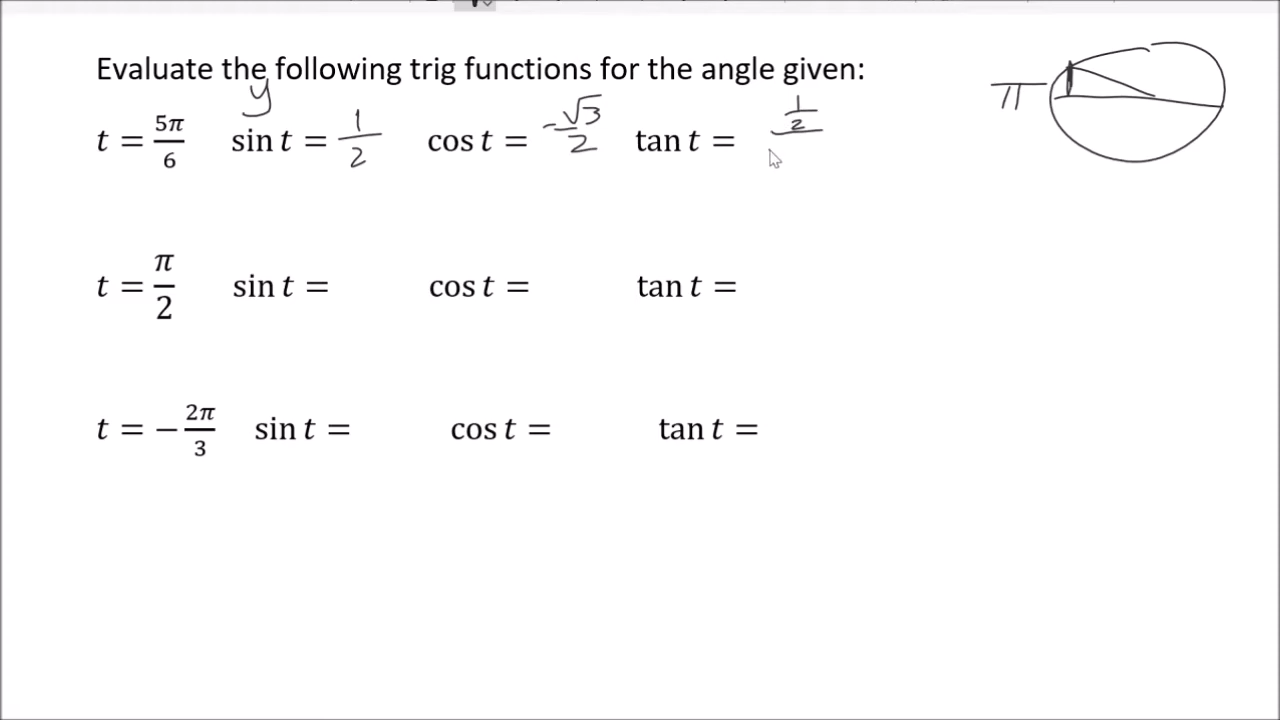 Evaluate the following trig functions for the angle given:
y
π
t = 5π/6 sin t = 1/2 cos t = -√3/2 tan t = 1/2
t = π/2 sin t = cos t = tan t =
t = − 2π/3 sin t = cos t = tan t =